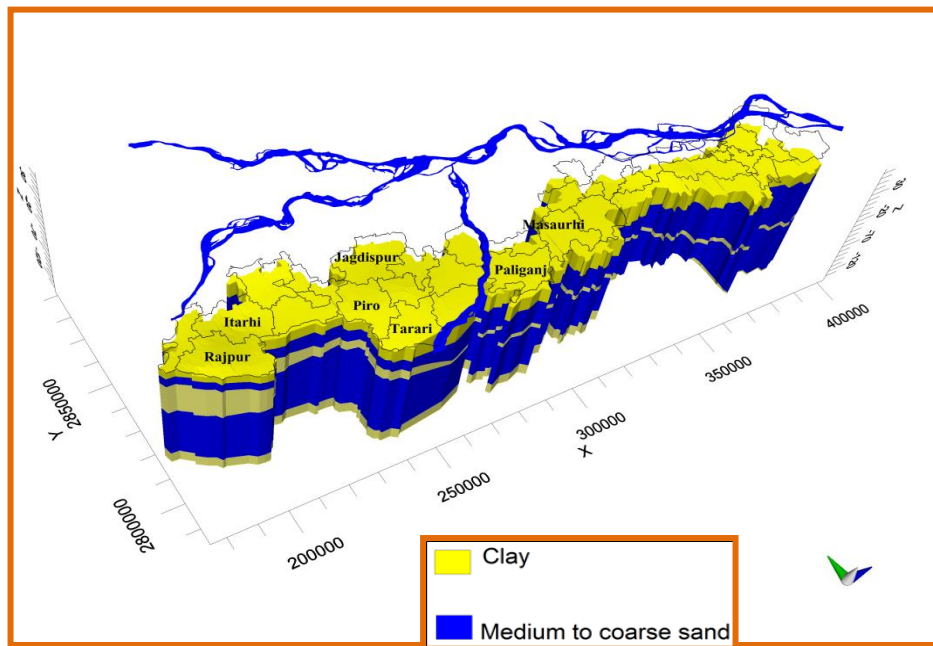 Jagdispur
Masaurhi
Paliganj
Itarhi
Piro
Tarari
Rajpur
Y
2850000
2800000
X
200000
250000
300000
350000
400000
Z
Clay
Medium to coarse sand